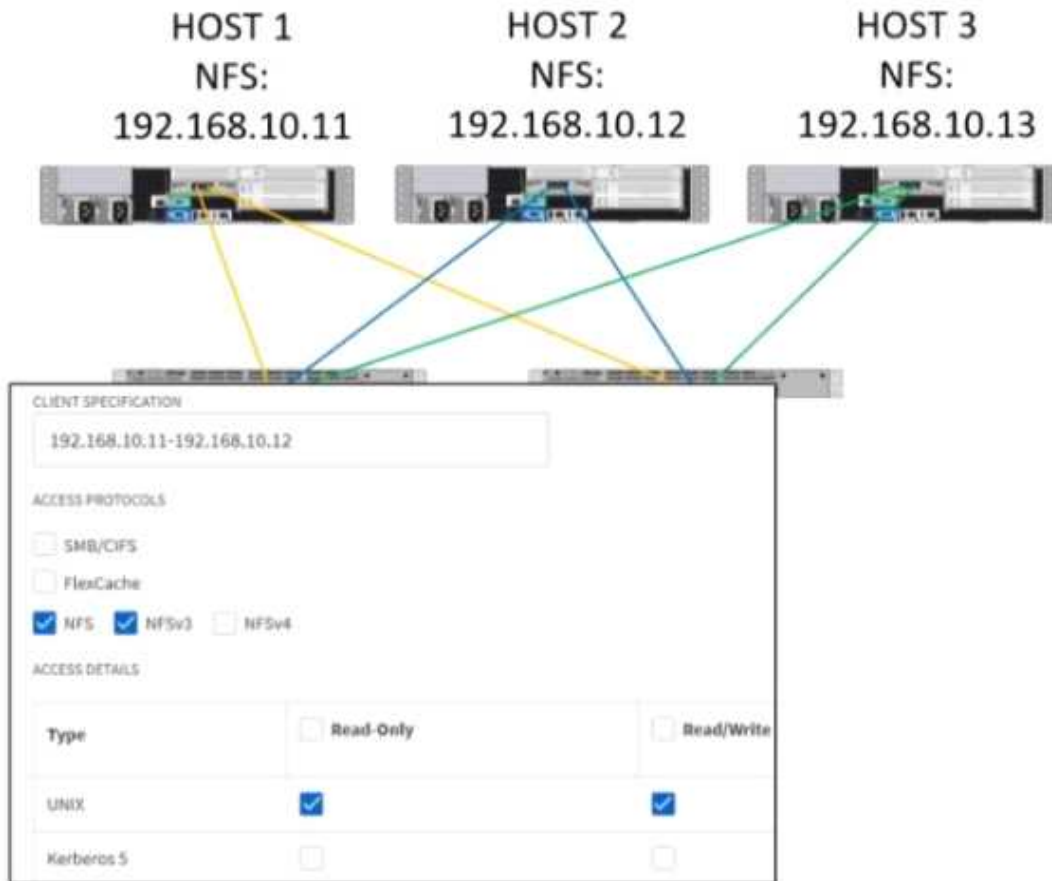 HOST 1
NFS:
192.168.10.11
HOST 2
NFS:
192.168.10.12
HOST 3
NFS:
192.168.10.13
CLIENT SPECIFICATION
192.168.10.11-192.168.10.12
ACCESS PROTOCOLS
SMB/CIFS
FlexCache
NFS NFSv3 NFSv4
ACCESS DETAILS
Type Read-Only Read/Write
UNIX
Kerberos 5